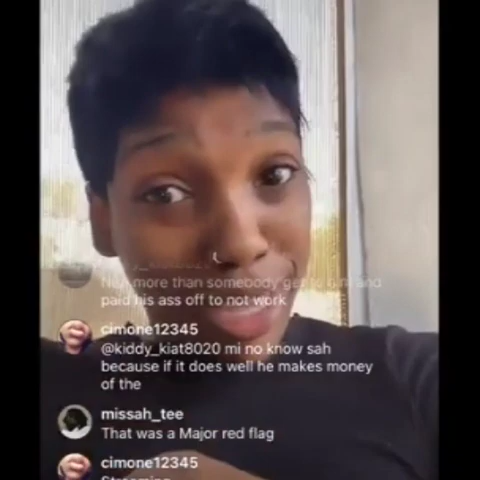 more than somebody
paid his ass off to not work
cimone12345
@kiddy_kiat8020 mi no know sah
because if it does well he makes money
of the
missah_tee
That was a Major red flag
cimone12345